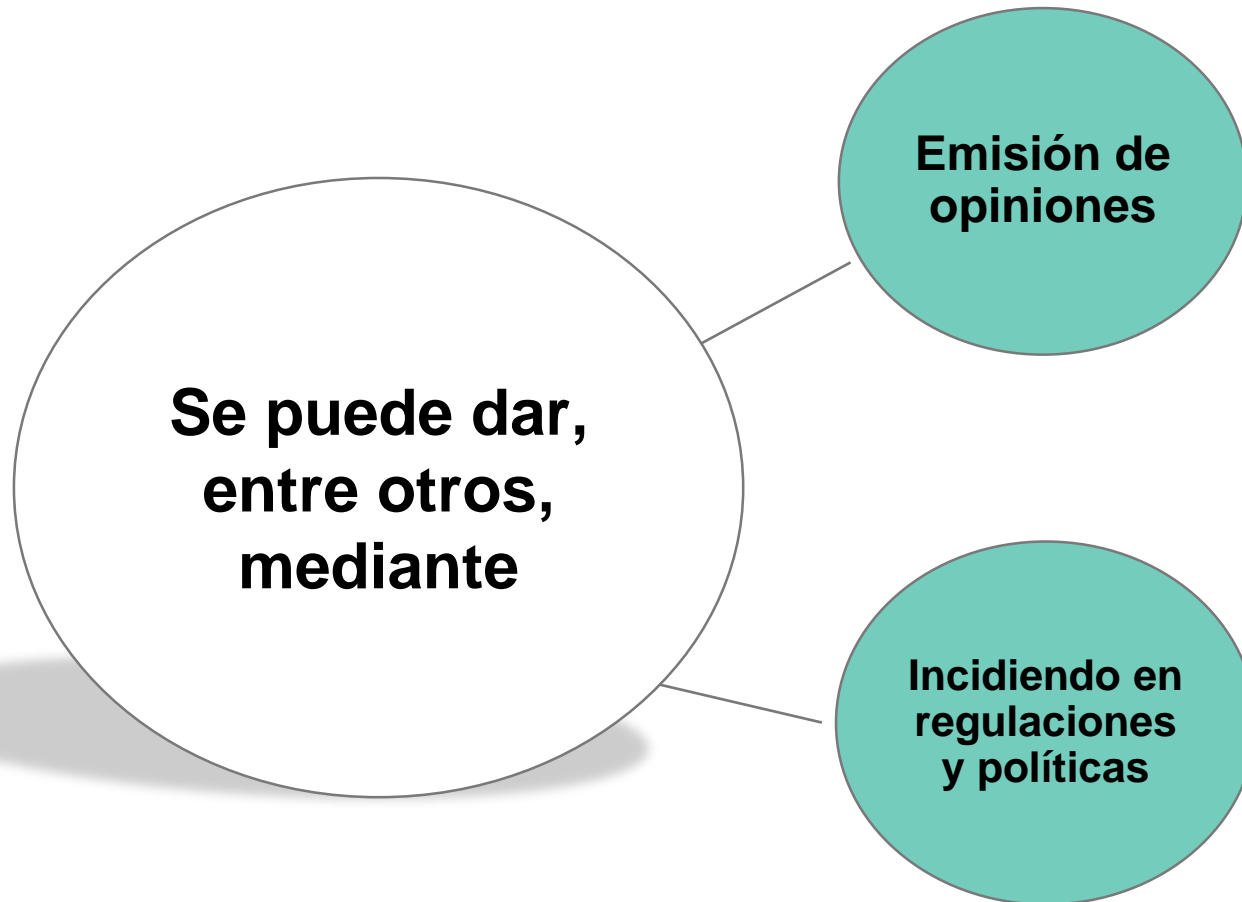 Se puede dar,
entre otros,
mediante
Emisión de
opiniones
Incidiendo en
regulaciones
y políticas